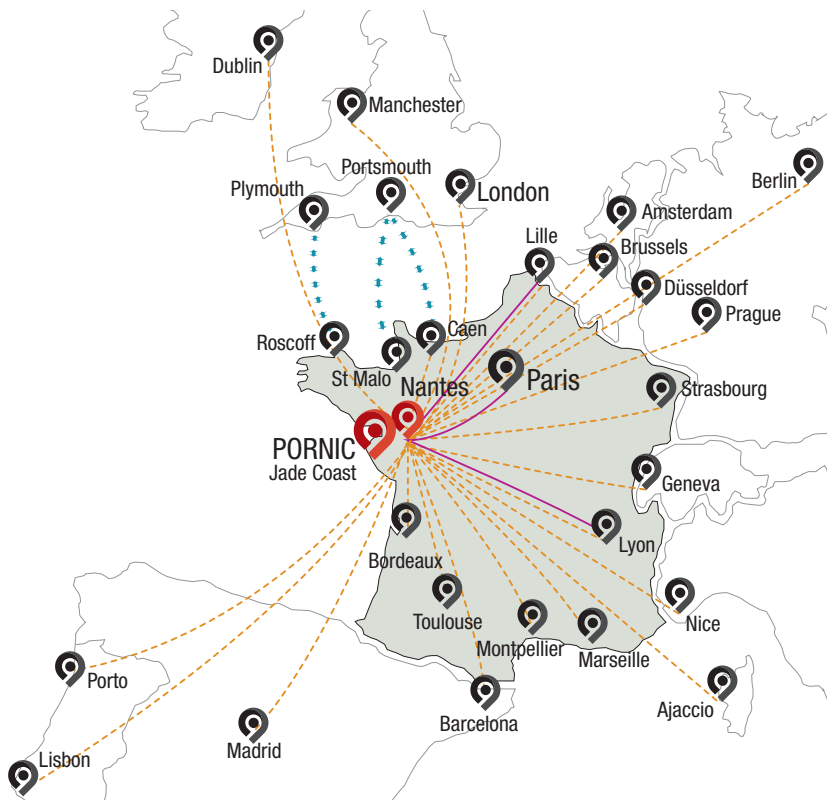 Dublin
Manchester
Portsmouth
Plymouth
London
Berlin
Amsterdam
Lille
Brussels
Düsseldorf
Prague
Roscoff
Caen
St Malo
Nantes
Paris
Strasbourg
PORNIC
Jade Coast
Geneva
Lyon
Bordeaux
Toulouse
Nice
Montpellier
Marseille
Porto
Ajaccio
Barcelona
Madrid
Lisbon